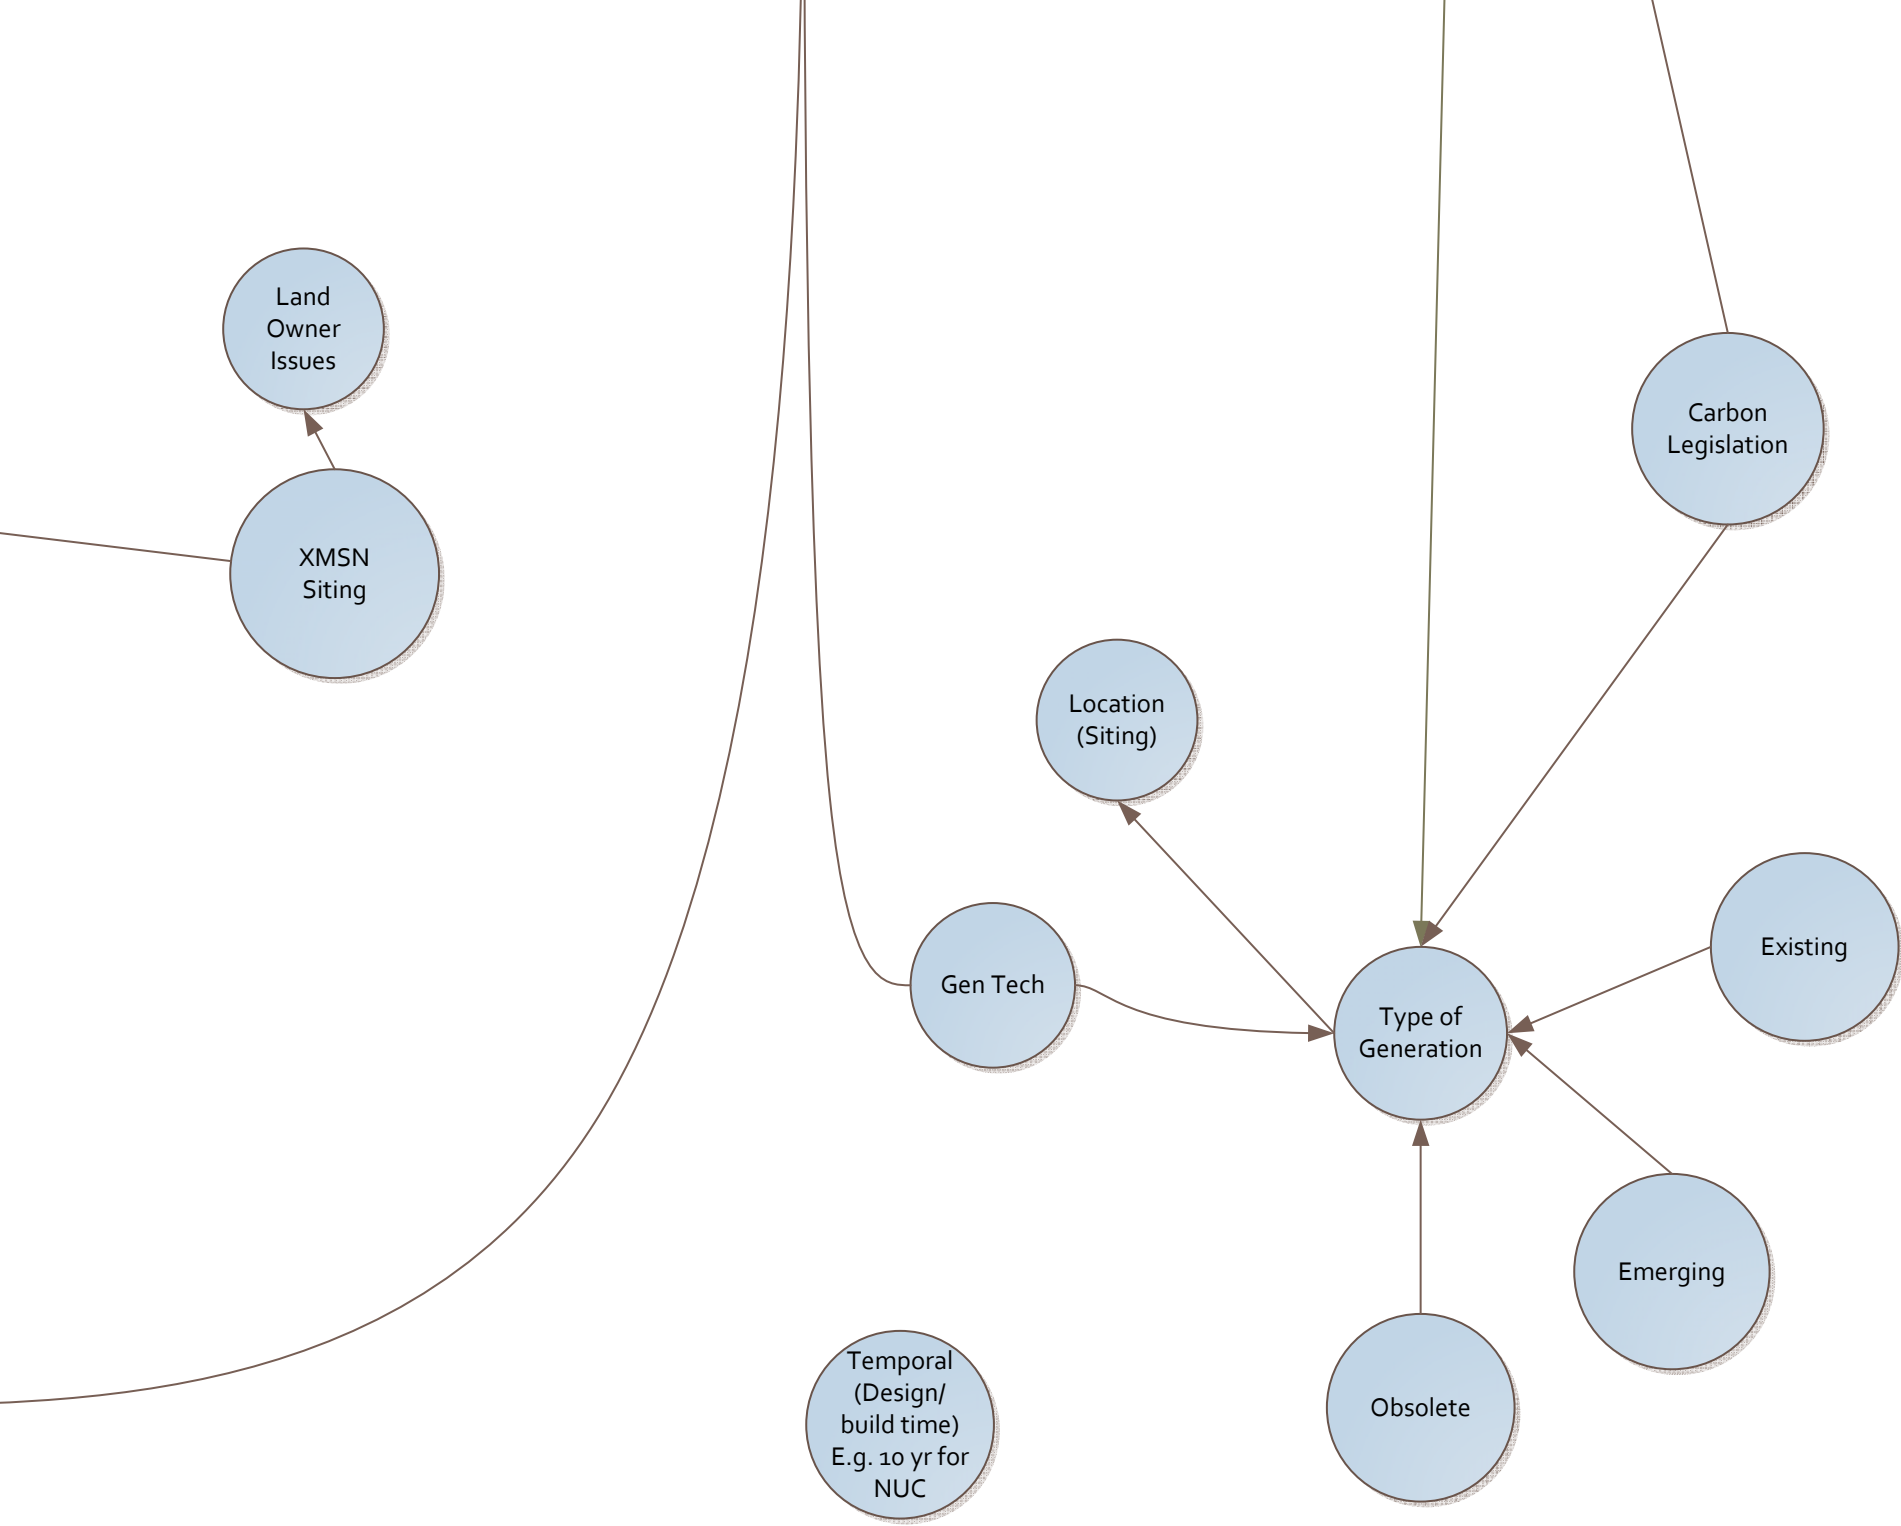 Land
Owner
Issues
Carbon
Legislation
XMSN
Siting
Location
(Siting)
Existing
Gen Tech
Type of
Generation
Emerging
Temporal
(Design/
build time)
E.g. 10 yr for
NUC
Obsolete